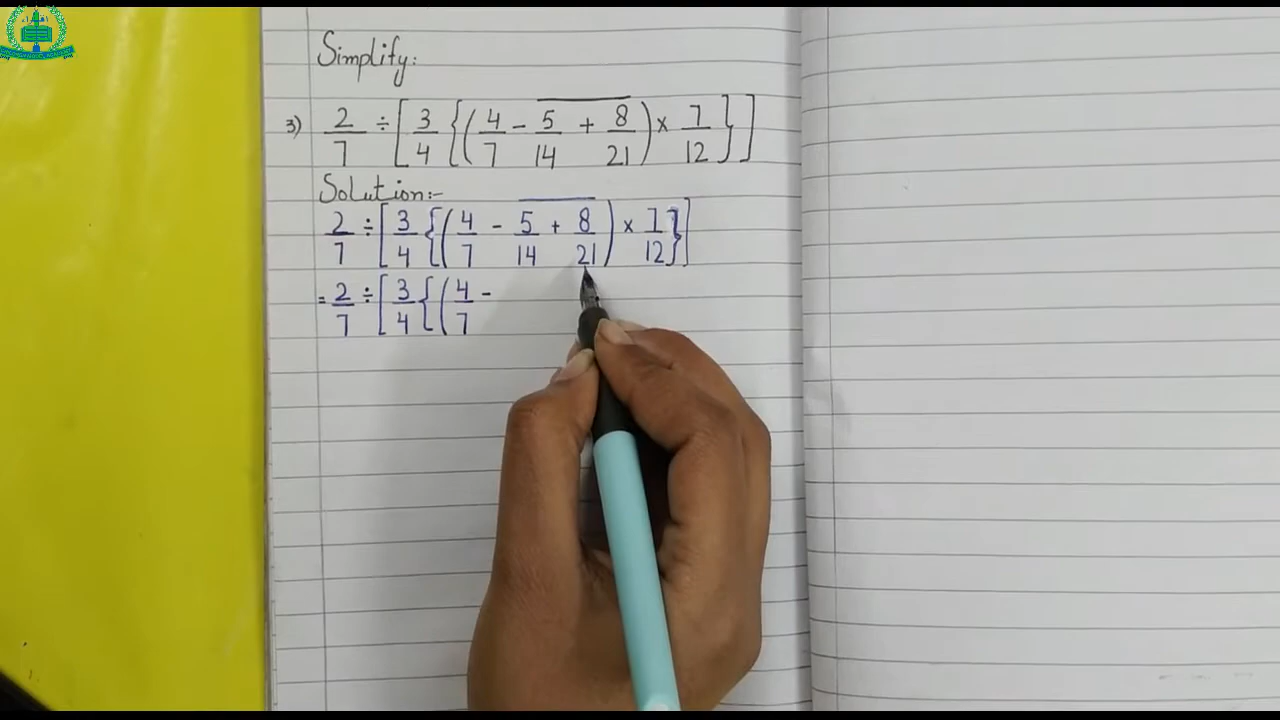 Simplify:
3) 2/7 ÷ [3/4 {(4/7 - 5/14 + 8/21) × 7/12}]
Solution:-
2/7 ÷ [3/4 {(4/7 - 5/14 + 8/21) × 7/12}]
= 2/7 ÷ [3/4 {(4/7 -